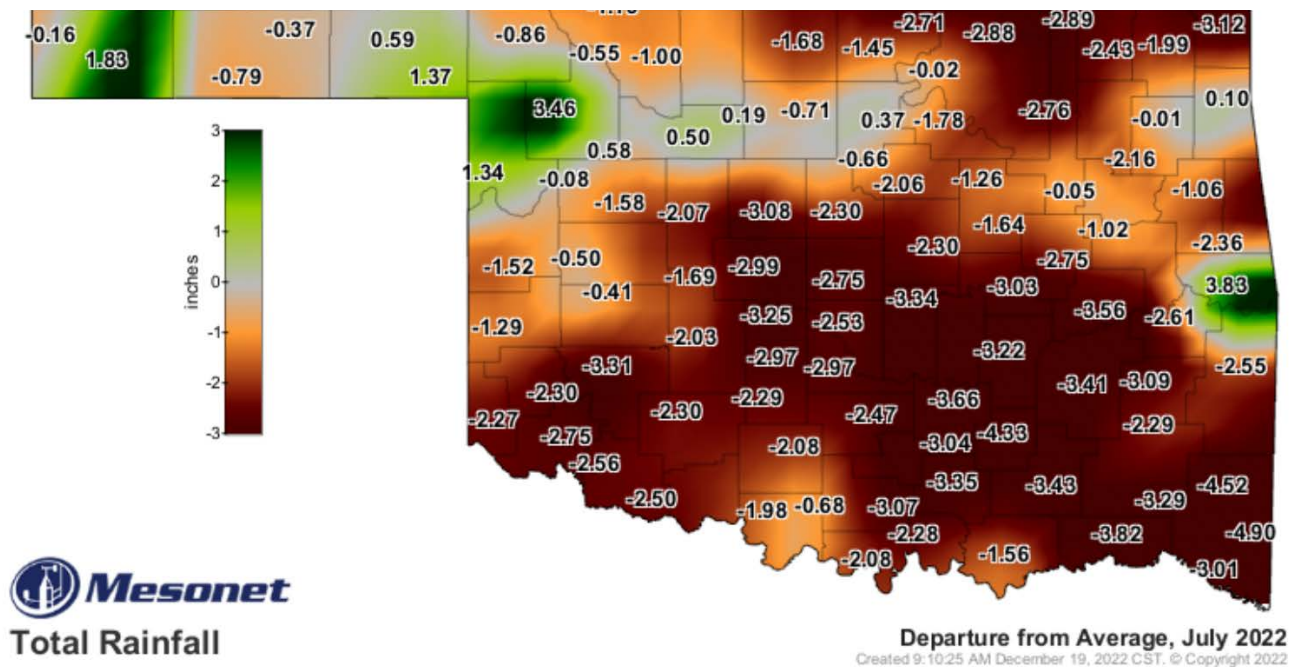 -2.71 -2.89 -3.12
-0.16 -0.37 0.59 -0.86 -1.68 -1.45 -2.88 -2.43 -1.99
1.83 -0.79 1.37 -0.55 -1.00 -0.02
3.46 0.50 0.19 -0.71 0.37 -1.78 -2.76 -0.01 0.10
0.58 -0.66 -2.16
1.34 -0.08 -2.06 -1.26 -0.05 -1.06
-1.58 -2.07 -3.08 -2.30 -1.64 -1.02
-2.30 -2.36
-1.52 -0.50 -1.69 -2.99 -2.75 -2.75
-0.41 -3.34 -3.03 3.83
-1.29 -3.25 -2.53 -3.56 -2.61
-2.03
-3.31 -2.97 -2.97 -3.22 -2.55
-2.30 -2.29 -3.41 -3.09
-2.27 -2.30 -2.47 -3.66 -2.29
-2.75 -2.08 -3.04 -4.33
-2.56
-2.50 -3.35 -3.43 -3.29 -4.52
-1.98 -0.68 -3.07
-2.28 -3.82 -4.90
-2.08 -1.56 -3.01
3
2
1
0
-1
-2
-3
inches
Mesonet
Total Rainfall
Departure from Average, July 2022
Created 9:10:25 AM December 19, 2022 CST. © Copyright 2022